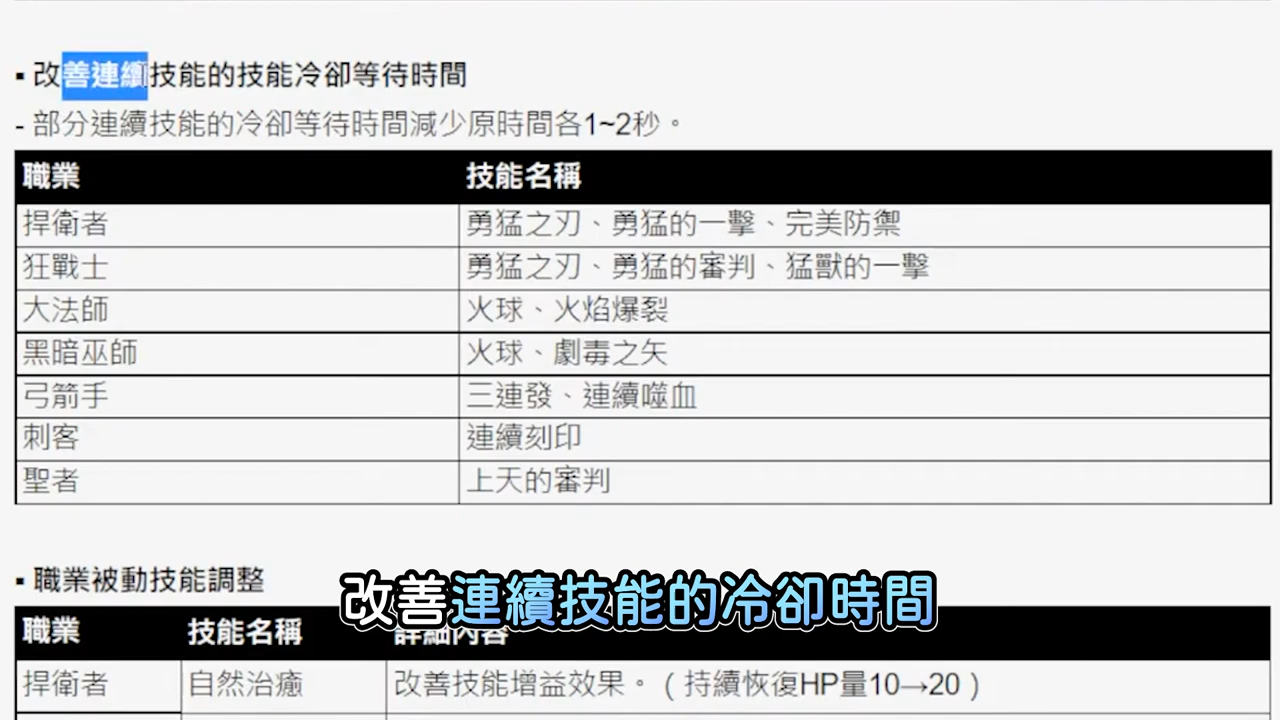 ▪ 改善連續技能的技能冷卻等待時間
- 部分連續技能的冷卻等待時間減少原時間各1~2秒。
職業 技能名稱
捍衛者 勇猛之刃、勇猛的一擊、完美防禦
狂戰士 勇猛之刃、勇猛的審判、猛獸的一擊
大法師 火球、火焰爆裂
黑暗巫師 火球、劇毒之矢
弓箭手 三連發、連續噬血
刺客 連續刻印
聖者 上天的審判
▪ 職業被動技能調整
改善連續技能的冷卻時間
職業 技能名稱 詳細內容
捍衛者 自然治癒 改善技能增益效果。（持續恢復HP量10→20）